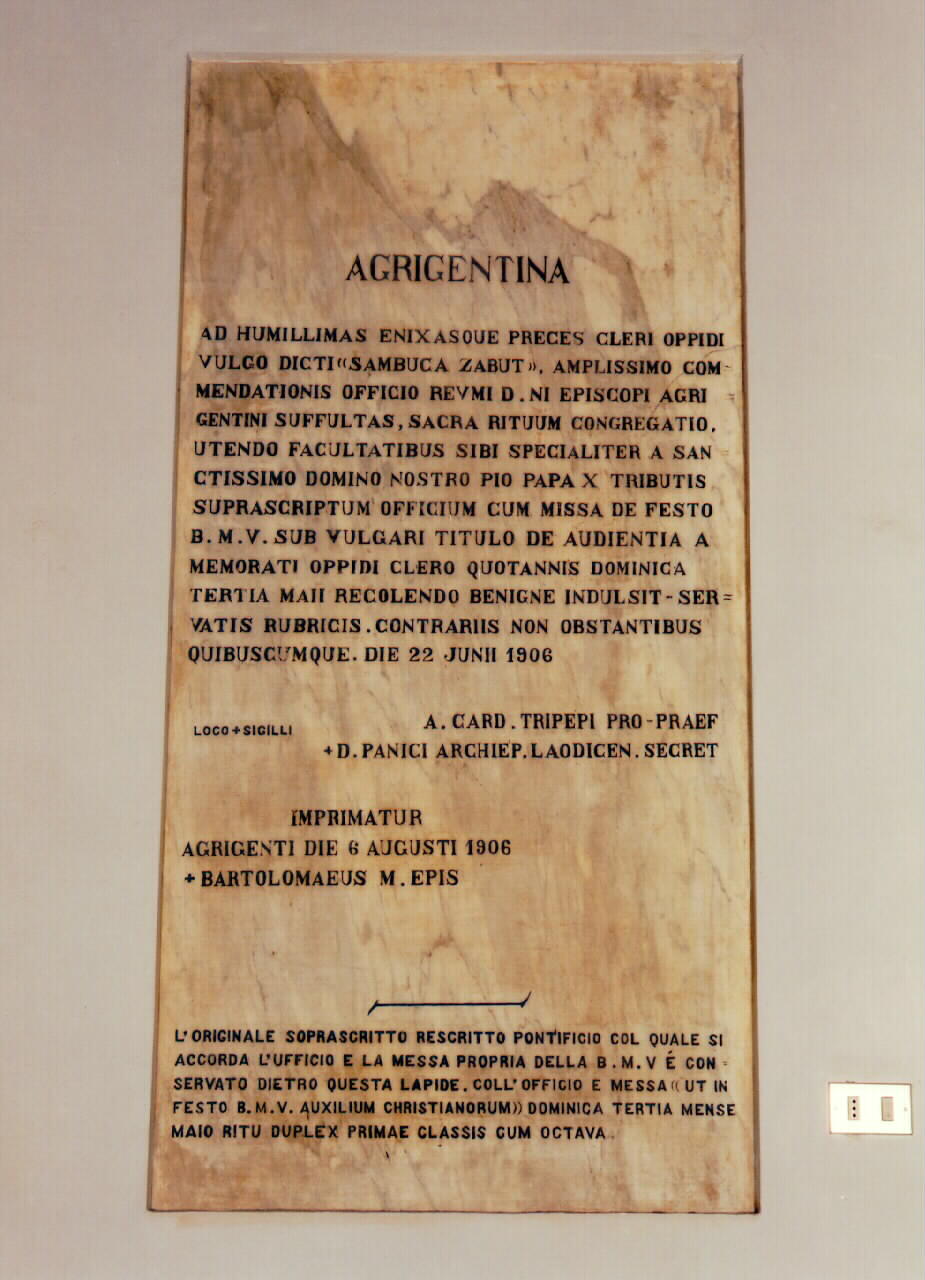 AGRIGENTINA
AD HUMILLIMAS ENIXASQUE PRECES CLERI OPPIDI
VULGO DICTI «SAMBUCA ZABUT», AMPLISSIMO COM-
MENDATIONIS OFFICIO REVMI D.NI EPISCOPI AGRI =
GENTINI SUFFULTAS, SACRA RITUUM CONGREGATIO,
UTENDO FACULTATIBUS SIBI SPECIALITER A SAN =
CTISSIMO DOMINO NOSTRO PIO PAPA X TRIBUTIS
SUPRASCRIPTUM OFFICIUM CUM MISSA DE FESTO
B.M.V. SUB VULGARI TITULO DE AUDIENTIA A
MEMORATI OPPIDI CLERO QUOTANNIS DOMINICA
TERTIA MAII RECOLENDO BENIGNE INDULSIT - SER=
VATIS RUBRICIS. CONTRARIIS NON OBSTANTIBUS
QUIBUSCUMQUE. DIE 22 JUNII 1906
A. CARD. TRIPEPI PRO-PRAEF
LOCO + SIGILLI
+ D. PANICI ARCHIEP. LAODICEN. SECRET
IMPRIMATUR
AGRIGENTI DIE 6 AUGUSTI 1906
+ BARTOLOMAEUS M. EPIS
L'ORIGINALE SOPRASCRITTO RESCRITTO PONTIFICIO COL QUALE SI
ACCORDA L'UFFICIO E LA MESSA PROPRIA DELLA B.M.V É CON =
SERVATO DIETRO QUESTA LAPIDE. COLL'OFFICIO E MESSA «UT IN
FESTO B.M.V. AUXILIUM CHRISTIANORUM» DOMINICA TERTIA MENSE
MAIO RITU DUPLEX PRIMAE CLASSIS CUM OCTAVA.